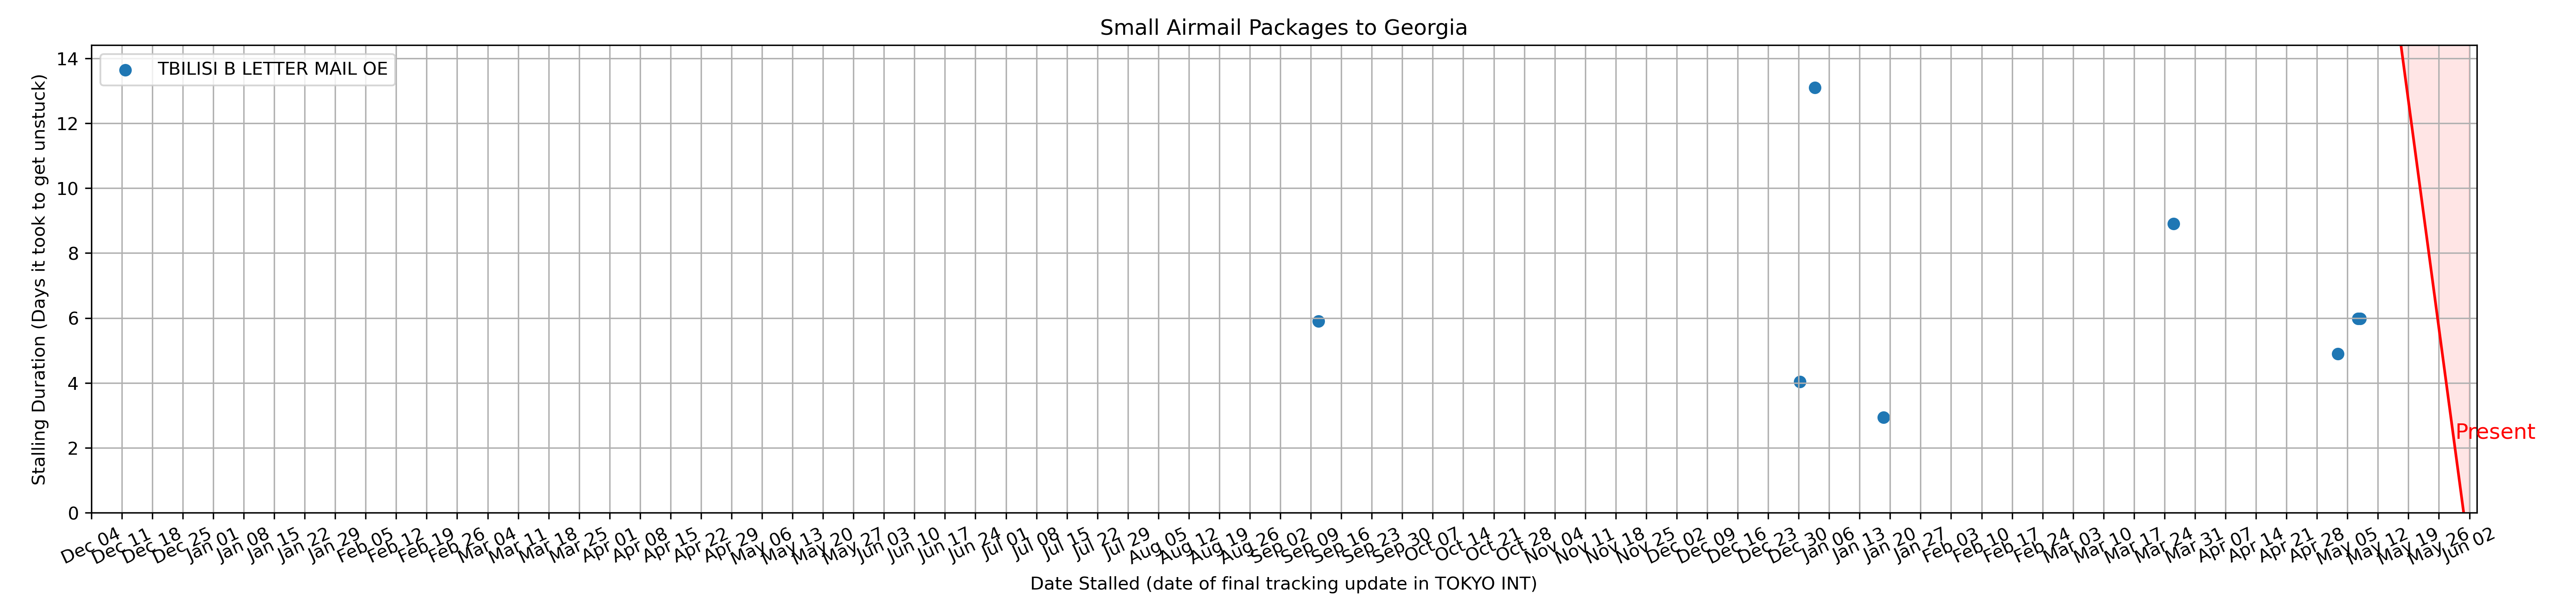 Small Airmail Packages to Georgia
TBILISI B LETTER MAIL OE
Stalling Duration (Days it took to get unstuck)
14
12
10
8
6
4
2
0
Present
Dec 04
Dec 11
Dec 18
Dec 25
Jan 01
Jan 08
Jan 15
Jan 22
Jan 29
Feb 05
Feb 12
Feb 19
Feb 26
Mar 04
Mar 11
Mar 18
Mar 25
Apr 01
Apr 08
Apr 15
Apr 22
Apr 29
May 06
May 13
May 20
May 27
Jun 03
Jun 10
Jun 17
Jun 24
Jul 01
Jul 08
Jul 15
Jul 22
Jul 29
Aug 05
Aug 12
Aug 19
Aug 26
Sep 02
Sep 09
Sep 16
Sep 23
Sep 30
Oct 07
Oct 14
Oct 21
Oct 28
Nov 04
Nov 11
Nov 18
Nov 25
Dec 02
Dec 09
Dec 16
Dec 23
Dec 30
Jan 06
Jan 13
Jan 20
Jan 27
Feb 03
Feb 10
Feb 17
Feb 24
Mar 03
Mar 10
Mar 17
Mar 24
Mar 31
Apr 07
Apr 14
Apr 21
Apr 28
May 05
May 12
May 19
May 26
Jun 02
Date Stalled (date of final tracking update in TOKYO INT)